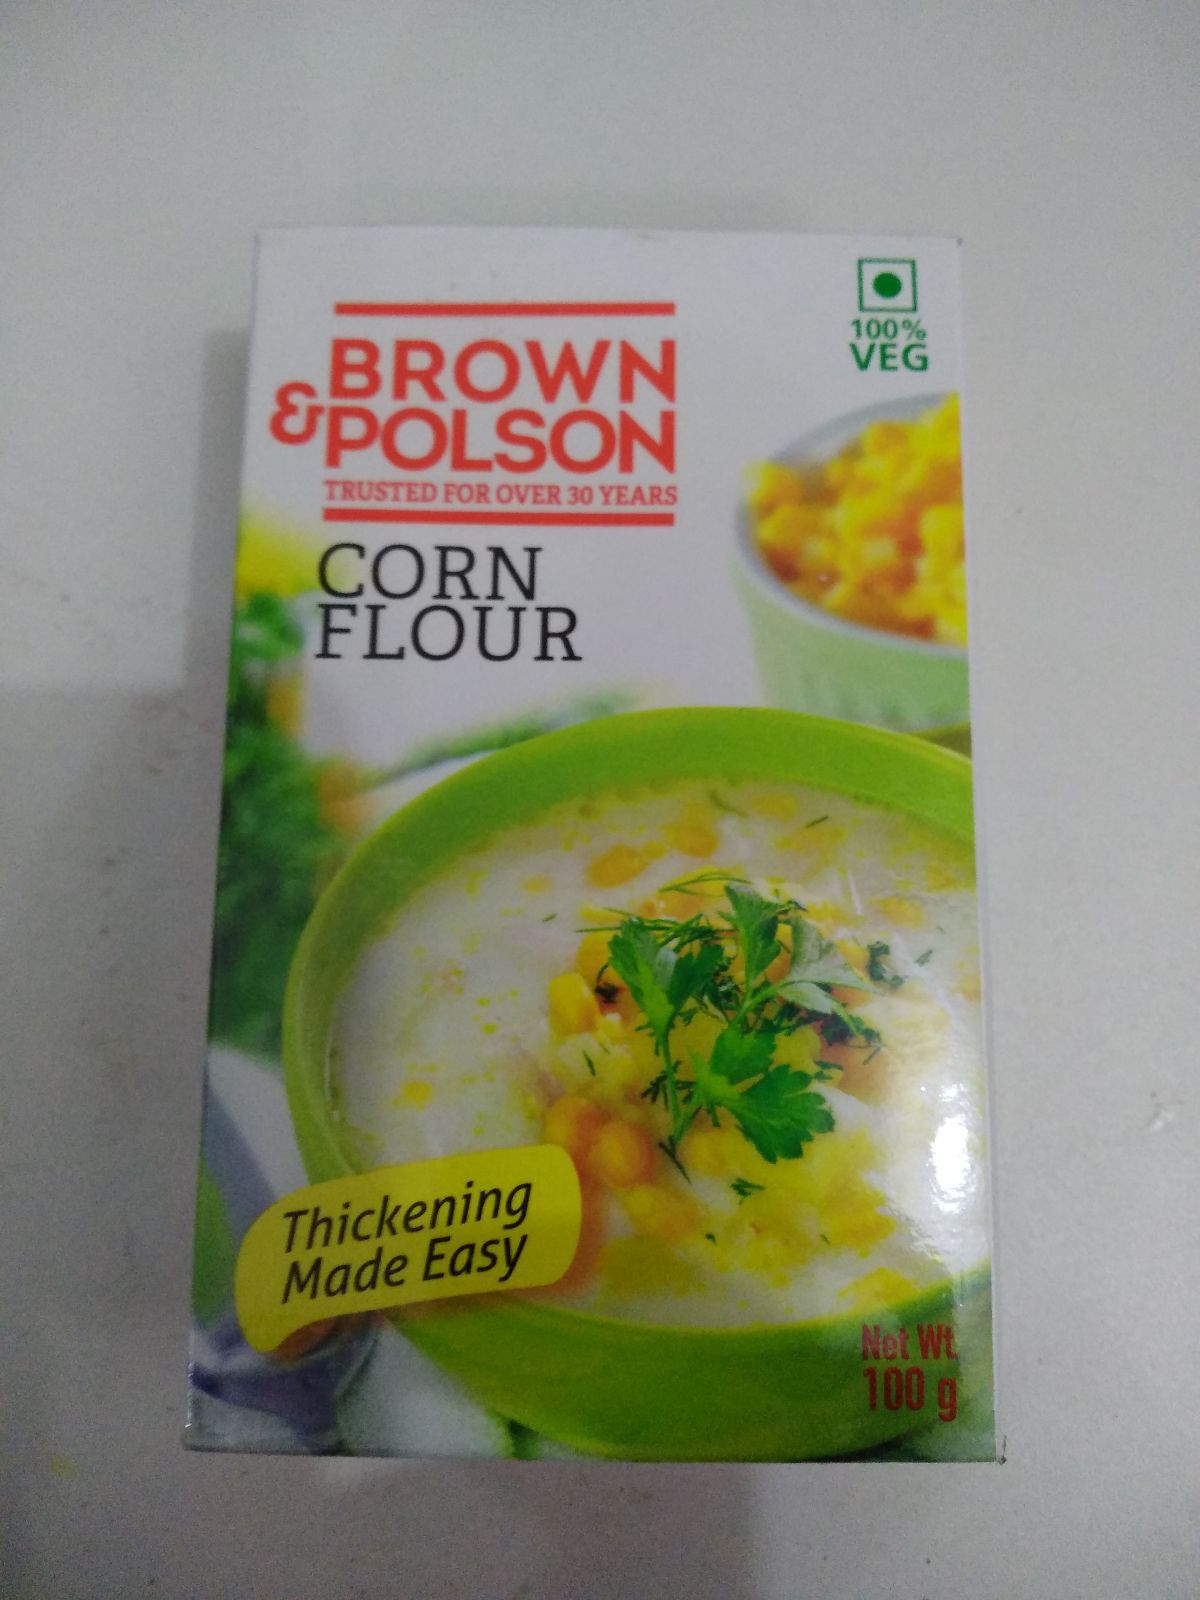 100%
VEG
BROWN
& POLSON
TRUSTED FOR OVER 30 YEARS
CORN
FLOUR
Thickening
Made Easy
Net Wt.
100 g